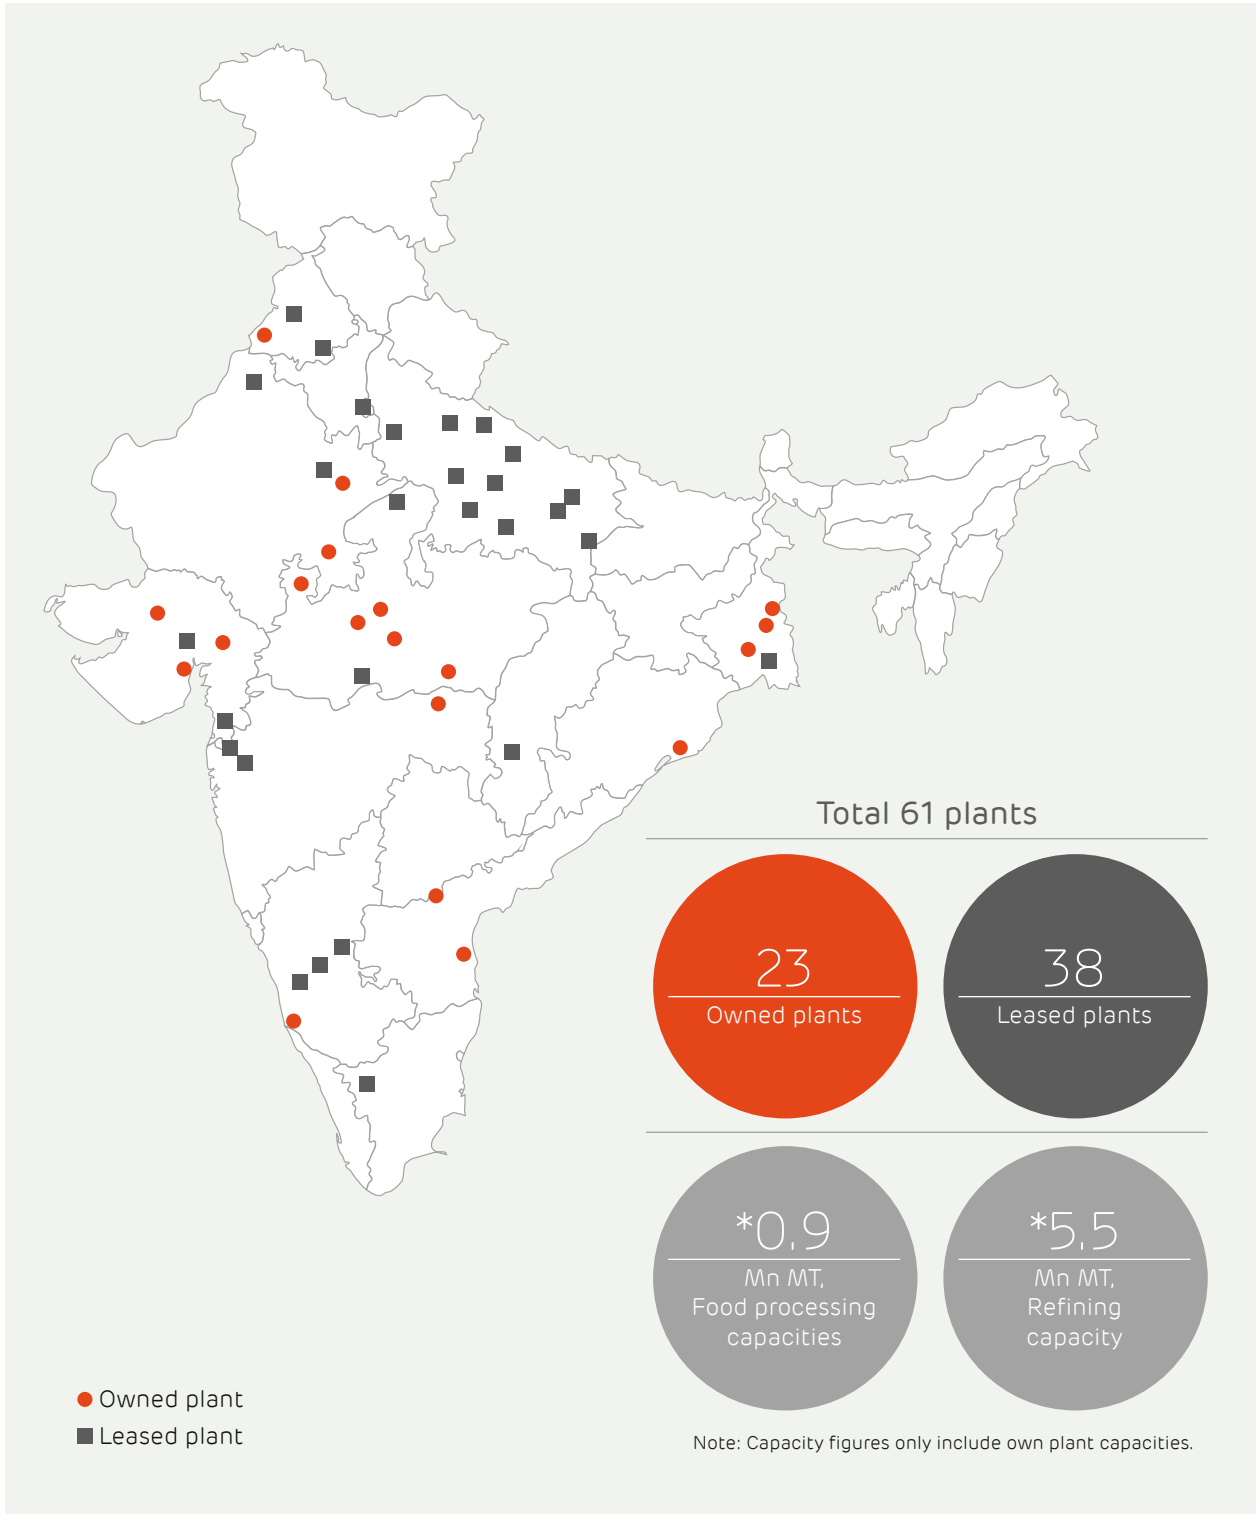 Total 61 plants
23
Owned plants
38
Leased plants
*0.9
Mn MT,
Food processing
capacities
*5.5
Mn MT,
Refining
capacity
Owned plant
Leased plant
Note: Capacity figures only include own plant capacities.